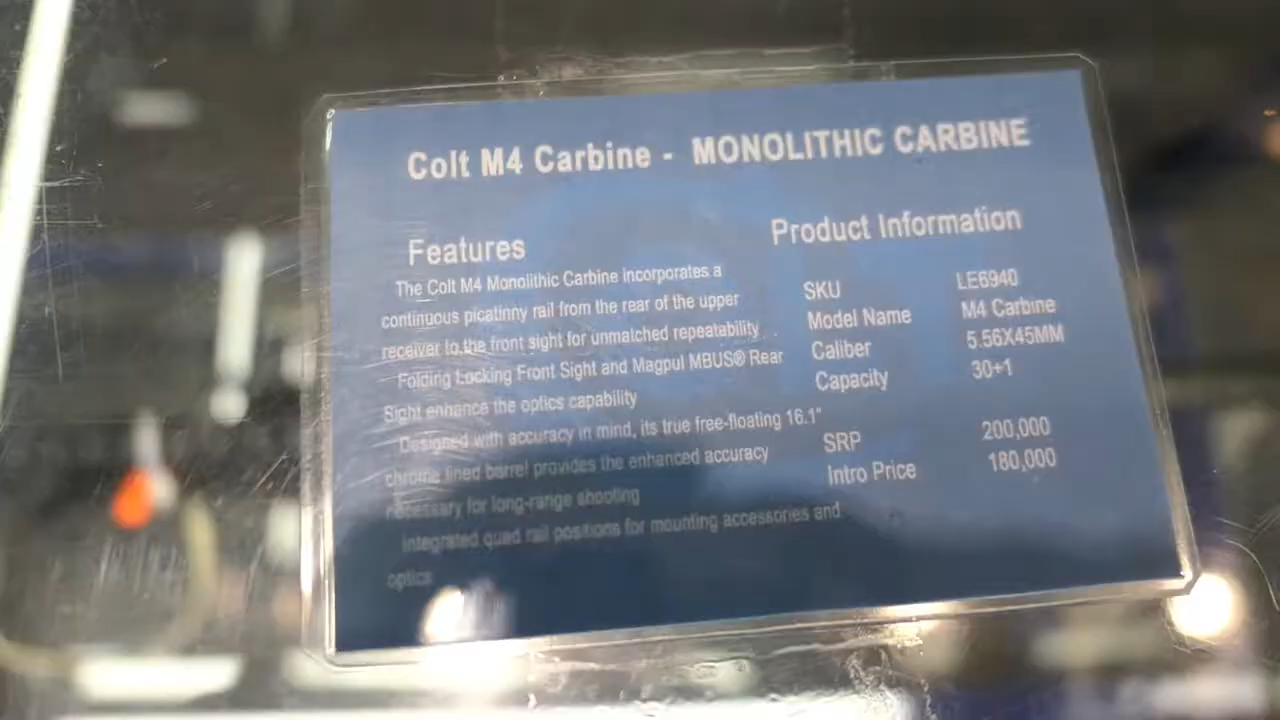 Colt M4 Carbine - MONOLITHIC CARBINE
Features
The Colt M4 Monolithic Carbine incorporates a
continuous picatinny rail from the rear of the upper
receiver to the front sight for unmatched repeatability
Folding Locking Front Sight and Magpul MBUS® Rear
Sight enhance the optics capability
Designed with accuracy in mind, its true free-floating 16.1"
chrome lined barrel provides the enhanced accuracy
necessary for long-range shooting
Integrated quad rail positions for mounting accessories and
optics
Product Information
SKU LE6940
Model Name M4 Carbine
Caliber 5.56X45MM
Capacity 30+1
SRP 200,000
Intro Price 180,000